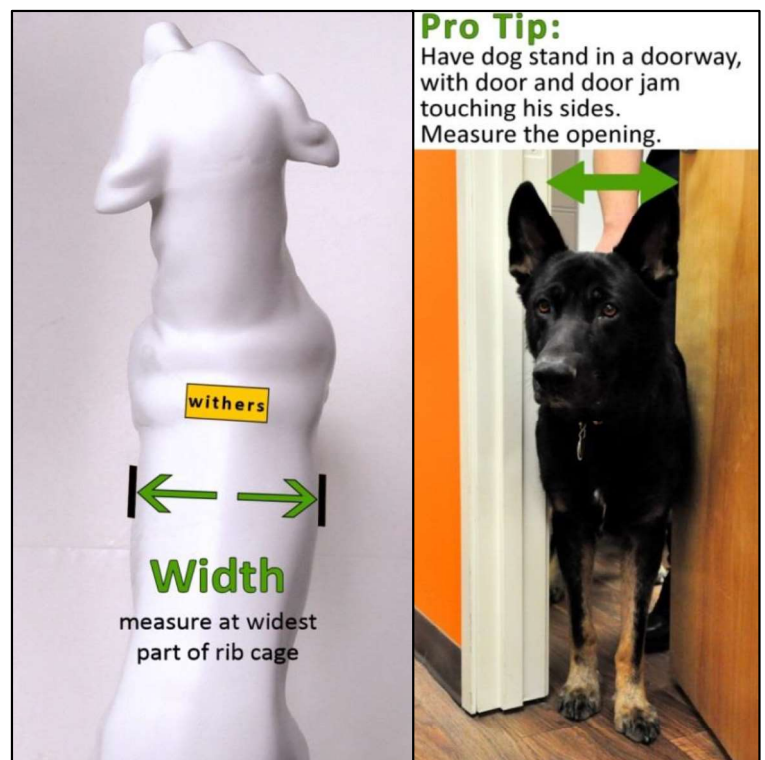 withers
Width
measure at widest
part of rib cage
Pro Tip:
Have dog stand in a doorway,
with door and door jam
touching his sides.
Measure the opening.